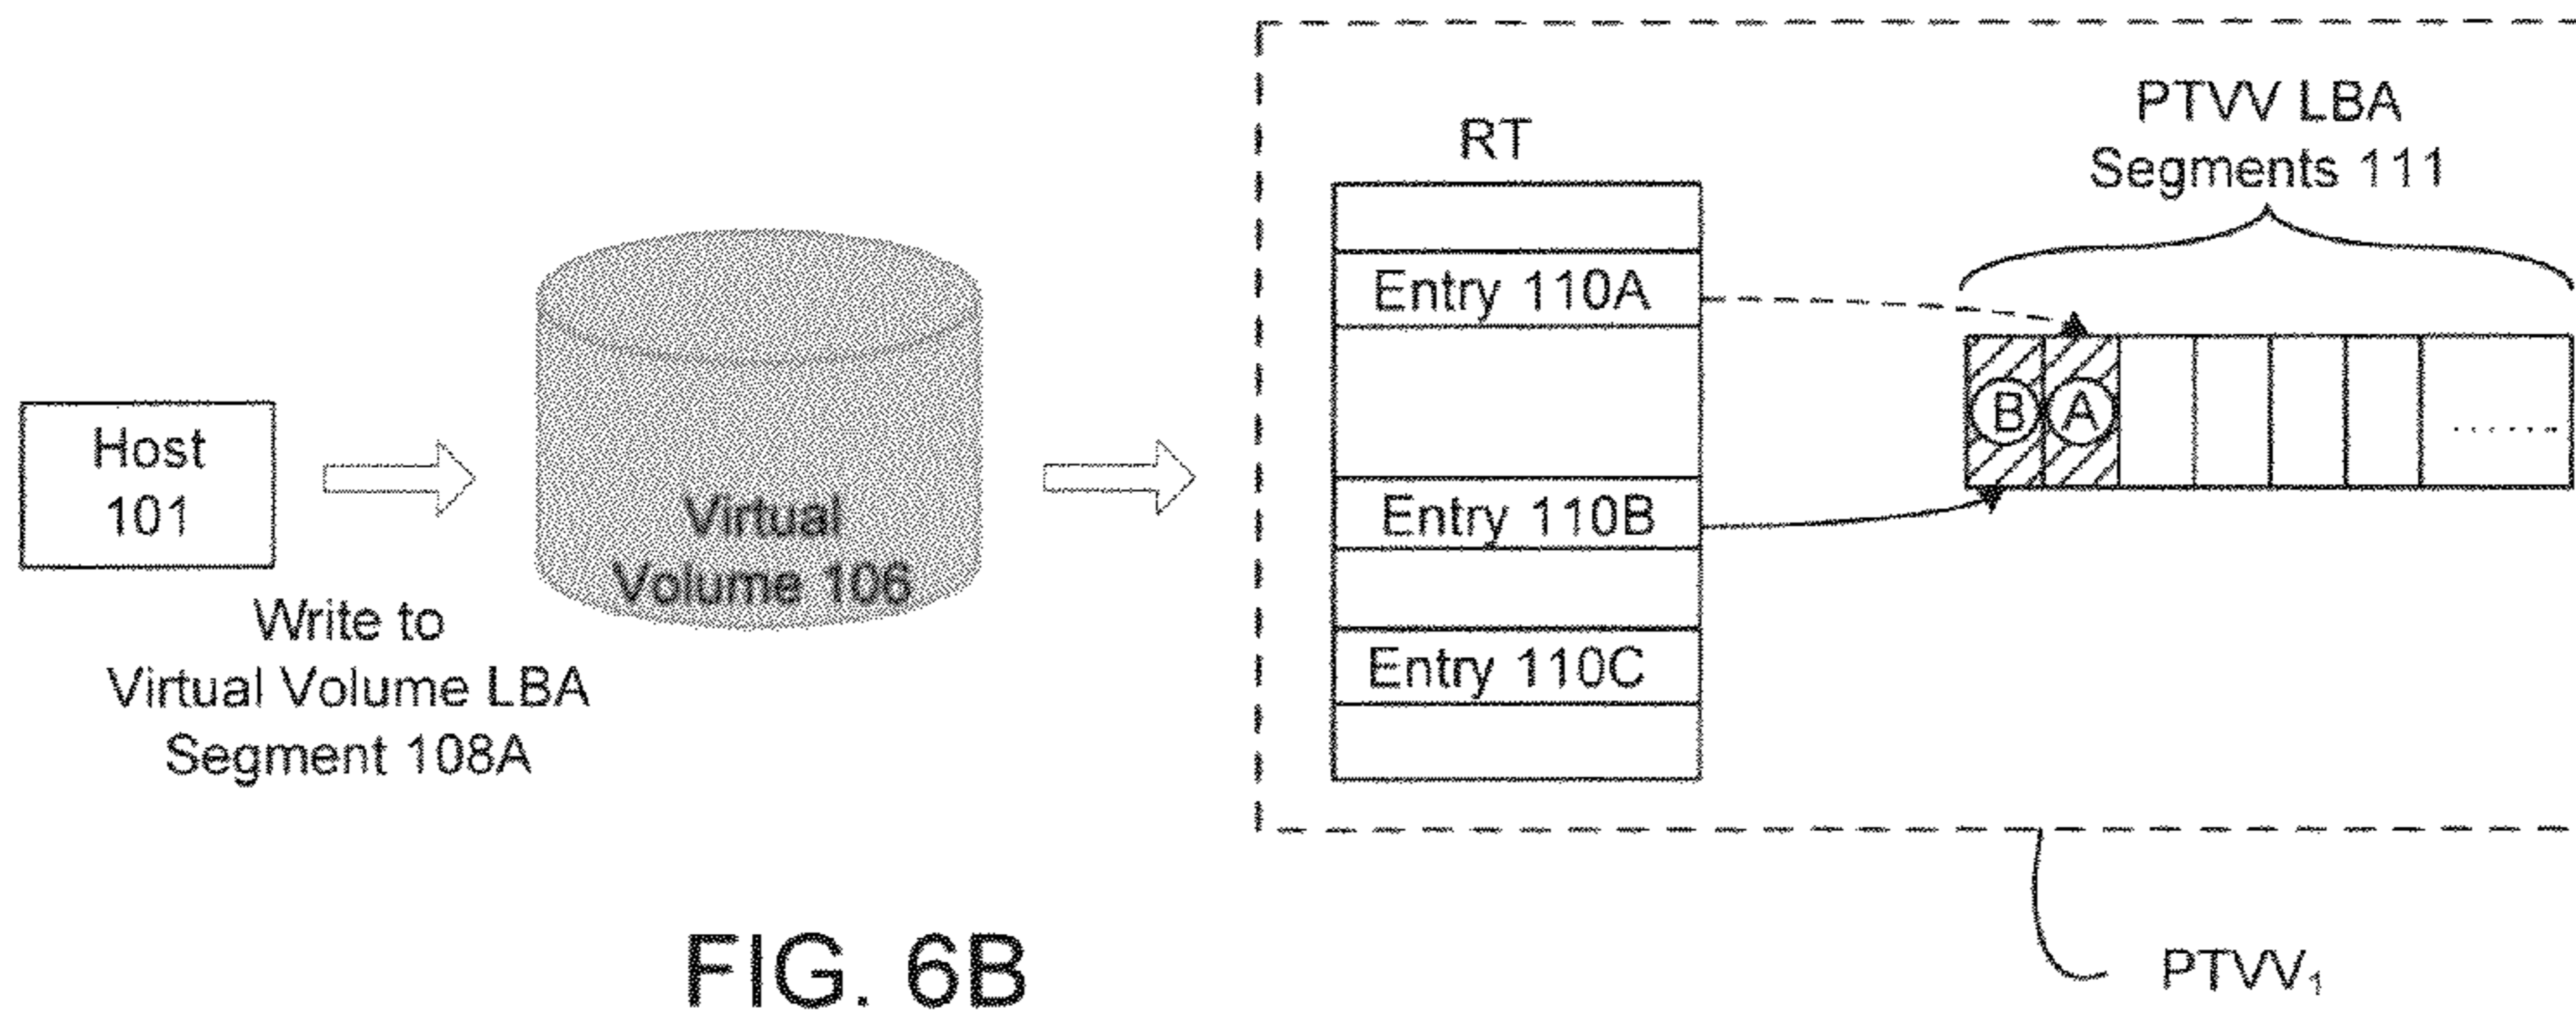 PTVV LBA
Segments 111
RT
Entry 110A
B
A
.......
Host
101
Virtual
Volume 106
Entry 110B
Write to
Virtual Volume LBA
Segment 108A
Entry 110C
PTVV₁
FIG. 6B